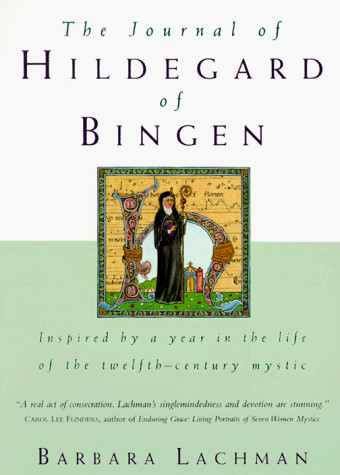 The Journal of
HILDEGARD
of
BINGEN
Inspired by a year in the life
of the twelfth-century mystic
"A real act of consecration. Lachman's singlemindedness and devotion are stunning."
CAROL LEE FLINDERS, author of Enduring Grace: Living Portraits of Seven Women Mystics
BARBARA LACHMAN